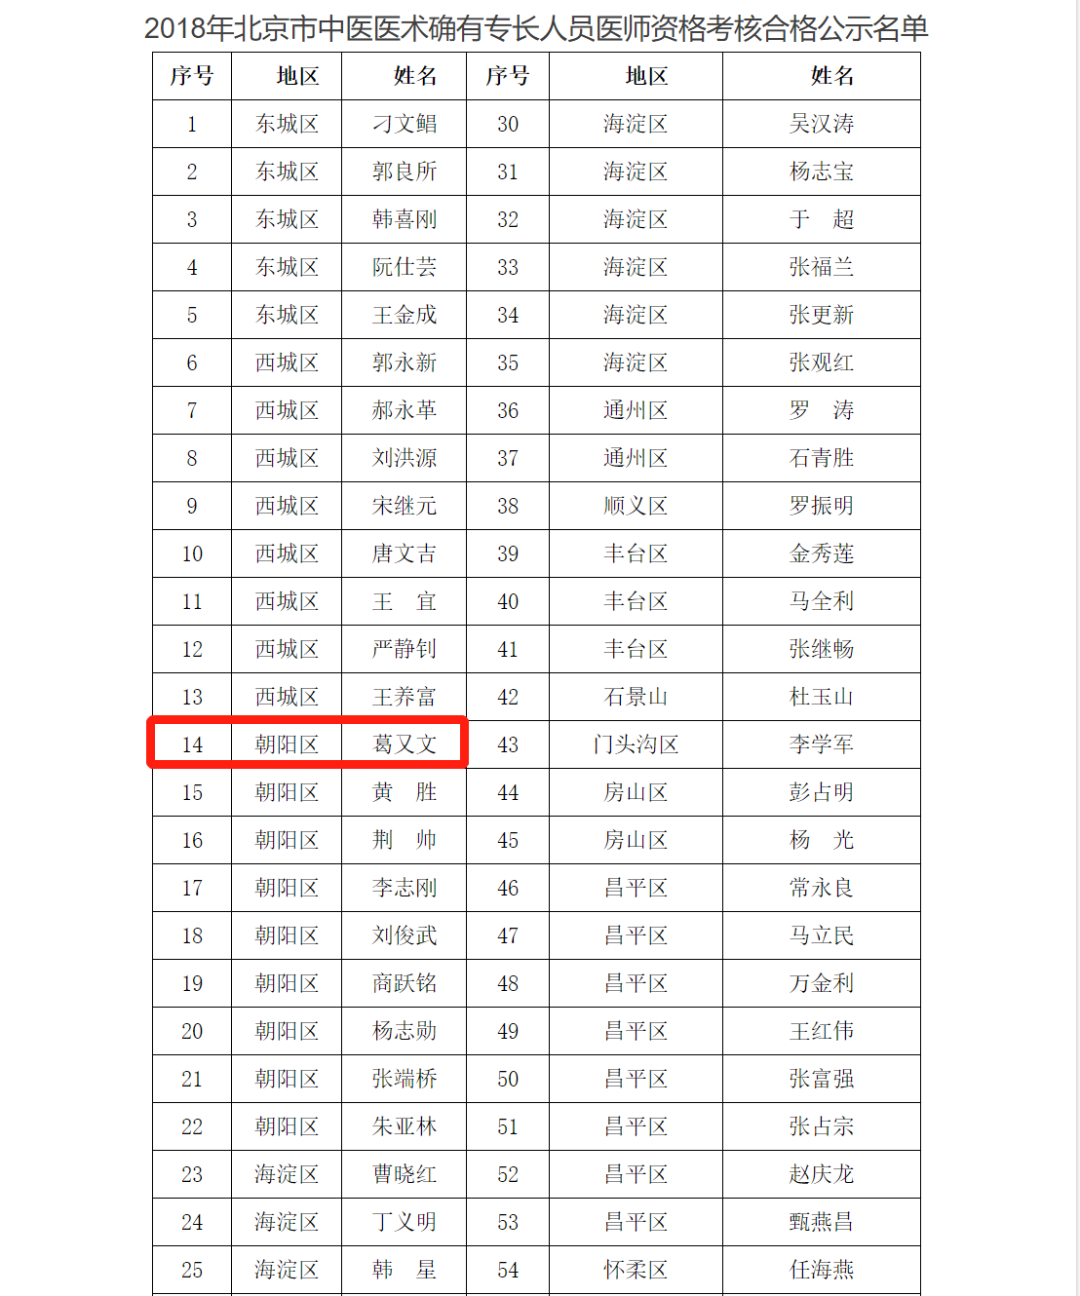 2018年北京市中医医术确有专长人员医师资格考核合格公示名单
序号 地区 姓名 序号 地区 姓名
1 东城区 刁文鲳 30 海淀区 吴汉涛
2 东城区 郭良所 31 海淀区 杨志宝
3 东城区 韩喜刚 32 海淀区 于 超
4 东城区 阮仕芸 33 海淀区 张福兰
5 东城区 王金成 34 海淀区 张更新
6 西城区 郭永新 35 海淀区 张观红
7 西城区 郝永革 36 通州区 罗 涛
8 西城区 刘洪源 37 通州区 石青胜
9 西城区 宋继元 38 顺义区 罗振明
10 西城区 唐文吉 39 丰台区 金秀莲
11 西城区 王 宜 40 丰台区 马全利
12 西城区 严静钊 41 丰台区 张继畅
13 西城区 王养富 42 石景山 杜玉山
14 朝阳区 葛又文 43 门头沟区 李学军
15 朝阳区 黄 胜 44 房山区 彭占明
16 朝阳区 荆 帅 45 房山区 杨 光
17 朝阳区 李志刚 46 昌平区 常永良
18 朝阳区 刘俊武 47 昌平区 马立民
19 朝阳区 商跃铭 48 昌平区 万金利
20 朝阳区 杨志勋 49 昌平区 王红伟
21 朝阳区 张端桥 50 昌平区 张富强
22 朝阳区 朱亚林 51 昌平区 张占宗
23 海淀区 曹晓红 52 昌平区 赵庆龙
24 海淀区 丁义明 53 昌平区 甄燕昌
25 海淀区 韩 星 54 怀柔区 任海燕